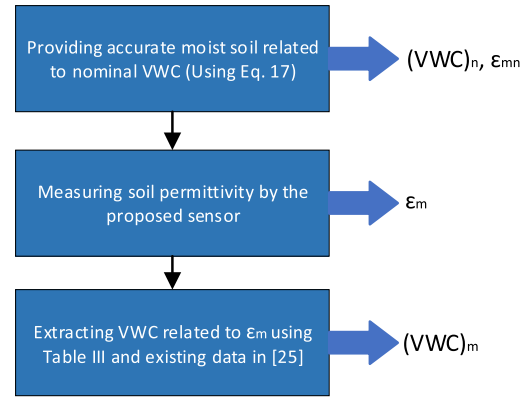 Providing accurate moist soil related
to nominal VWC (Using Eq. 17)
(VWC)n, εmn
Measuring soil permittivity by the
proposed sensor
εm
Extracting VWC related to εm using
Table III and existing data in [25]
(VWC)m